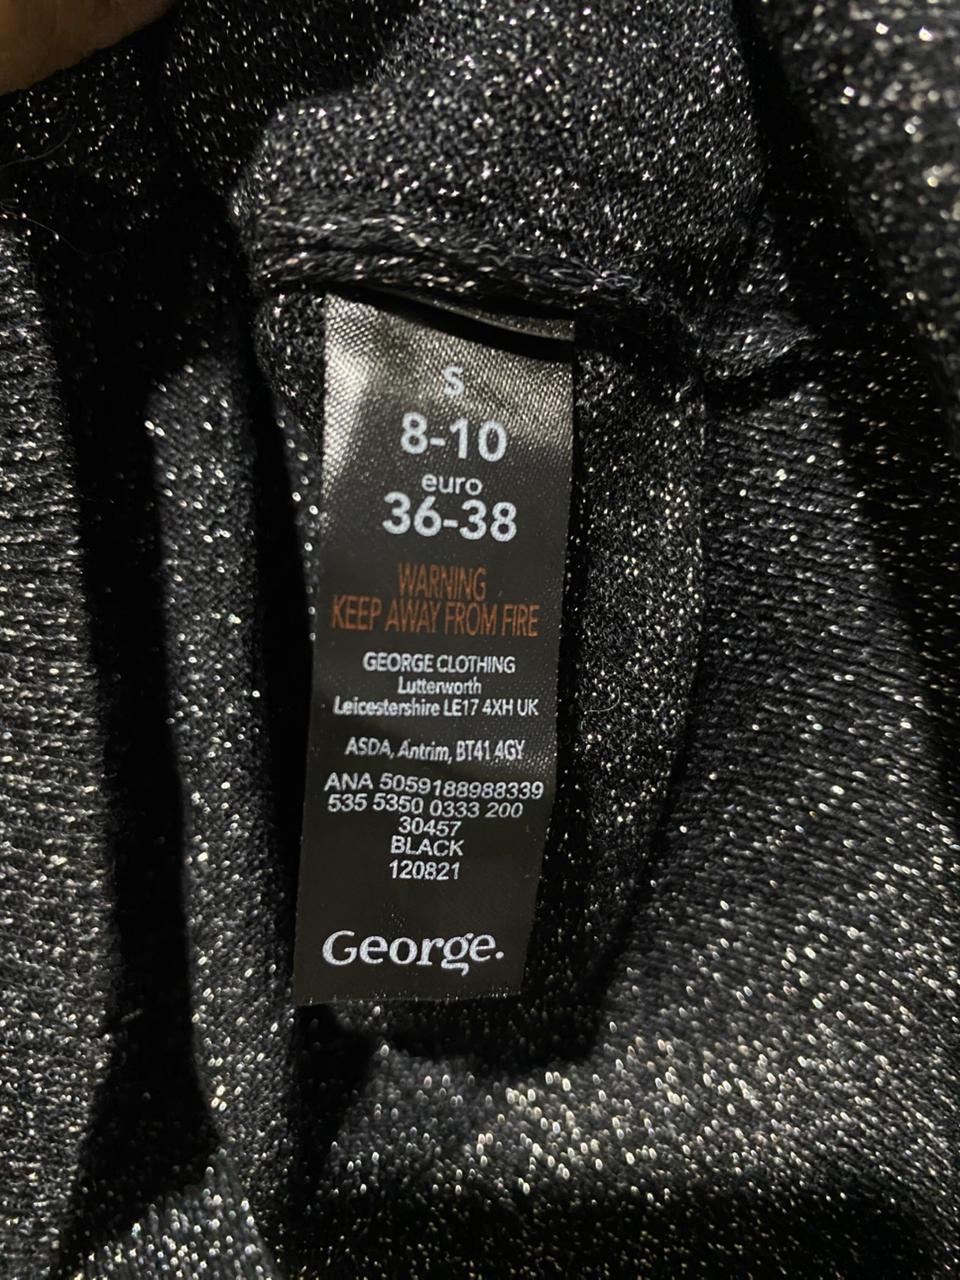 S
8-10
euro
36-38
WARNING
KEEP AWAY FROM FIRE
GEORGE CLOTHING
Lutterworth
Leicestershire LE17 4XH UK
ASDA, Antrim, BT41 4GY
ANA 5059188988339
535 5350 0333 200
30457
BLACK
120821
George.